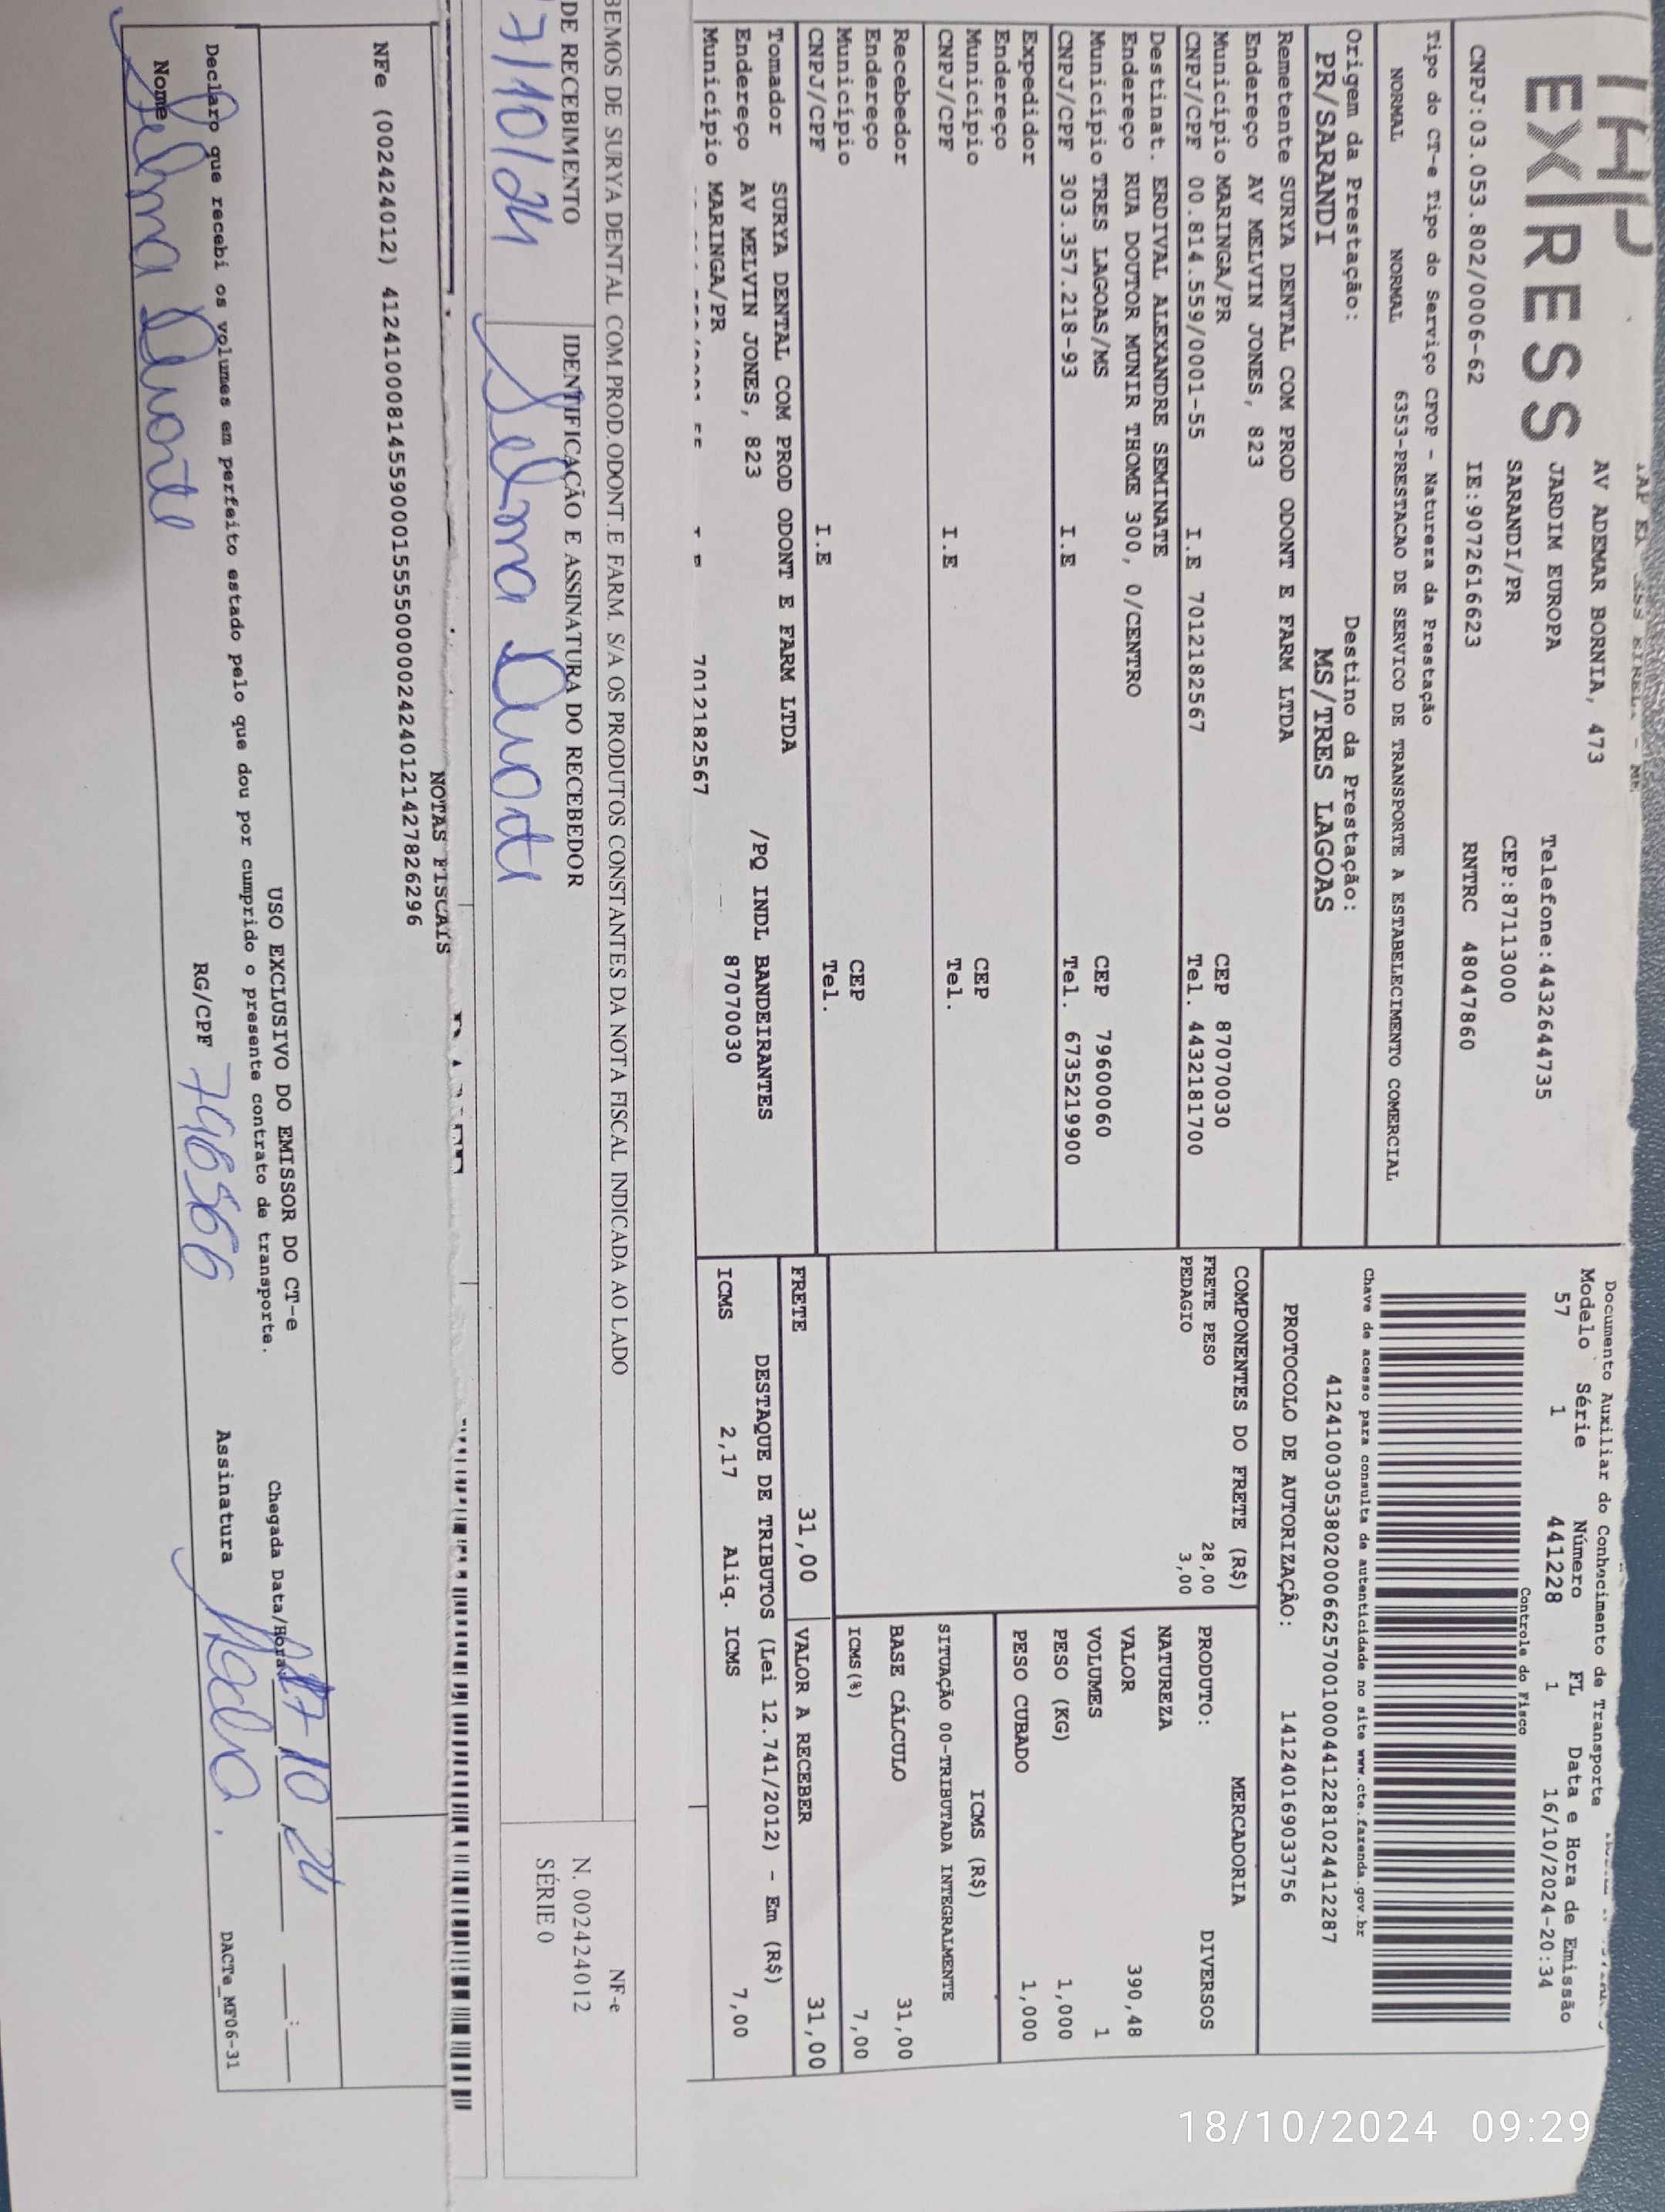 EXPRESS
AV ADEMAR BORNIA, 473
JARDIM EUROPA
Telefone:4432644735
SARANDI/PR
CEP:87113000
CNPJ:03.053.802/0006-62
IE:9072616623
RNTRC 48047860
Documento Auxiliar do Conhecimento de Transporte
Modelo Série Número FL Data e Hora de Emissão
57 1 441228 1 16/10/2024-20:34
Controle do Fisco
Tipo do CT-e Tipo do Serviço CFOP - Natureza da Prestação
NORMAL NORMAL 6353-PRESTACAO DE SERVICO DE TRANSPORTE A ESTABELECIMENTO COMERCIAL
Chave de acesso para consulta de autenticidade no site www.cte.fazenda.gov.br
41241003053802000662570010004412281024412287
Origem da Prestação: Destino da Prestação:
PR/SARANDI MS/TRES LAGOAS
PROTOCOLO DE AUTORIZAÇÃO: 141240169033756
Remetente SURYA DENTAL COM PROD ODONT E FARM LTDA
Endereço AV MELVIN JONES, 823
Município MARINGA/PR CEP 87070030
CNPJ/CPF 00.814.559/0001-55 I.E 7012182567 Tel. 4432181700
Destinat. ERDIVAL ALEXANDRE SEMINATE
Endereço RUA DOUTOR MUNIR THOME 300, 0/CENTRO
Município TRES LAGOAS/MS CEP 79600060
CNPJ/CPF 303.357.218-93 I.E Tel. 6735219900
Expedidor
Endereço
Município CEP
CNPJ/CPF I.E Tel.
Recebedor
Endereço
Município CEP
CNPJ/CPF I.E Tel.
Tomador SURYA DENTAL COM PROD ODONT E FARM LTDA
Endereço AV MELVIN JONES, 823 /PQ INDL BANDEIRANTES
Município MARINGA/PR 87070030
7012182567
COMPONENTES DO FRETE (R$)
FRETE PESO 28,00
PEDAGIO 3,00
MERCADORIA
PRODUTO: DIVERSOS
NATUREZA
VALOR 390,48
VOLUMES 1
PESO (KG) 1,000
PESO CUBADO 1,000
ICMS (R$)
SITUAÇÃO 00-TRIBUTADA INTEGRALMENTE
BASE CÁLCULO 31,00
ICMS(%) 7,00
FRETE 31,00 VALOR A RECEBER 31,00
DESTAQUE DE TRIBUTOS (Lei 12.741/2012) - Em (R$)
ICMS 2,17 Aliq. ICMS 7,00
BEMOS DE SURYA DENTAL COM.PROD.ODONT.E FARM. S/A OS PRODUTOS CONSTANTES DA NOTA FISCAL INDICADA AO LADO
DE RECEBIMENTO
7/10/24
IDENTIFICAÇÃO E ASSINATURA DO RECEBEDOR
Selma Duarte
NF-e
N. 002424012
SÉRIE 0
NOTAS FISCAIS
NFe (002424012) 41241000814559000155550000024240121427826296
USO EXCLUSIVO DO EMISSOR DO CT-e
Declaro que recebi os volumes em perfeito estado pelo que dou por cumprido o presente contrato de transporte.
Chegada Data/Hora 17 10 24
Nome Selma Duarte
RG/CPF 746566
Assinatura
DACTe_MF06-31
18/10/2024 09:29